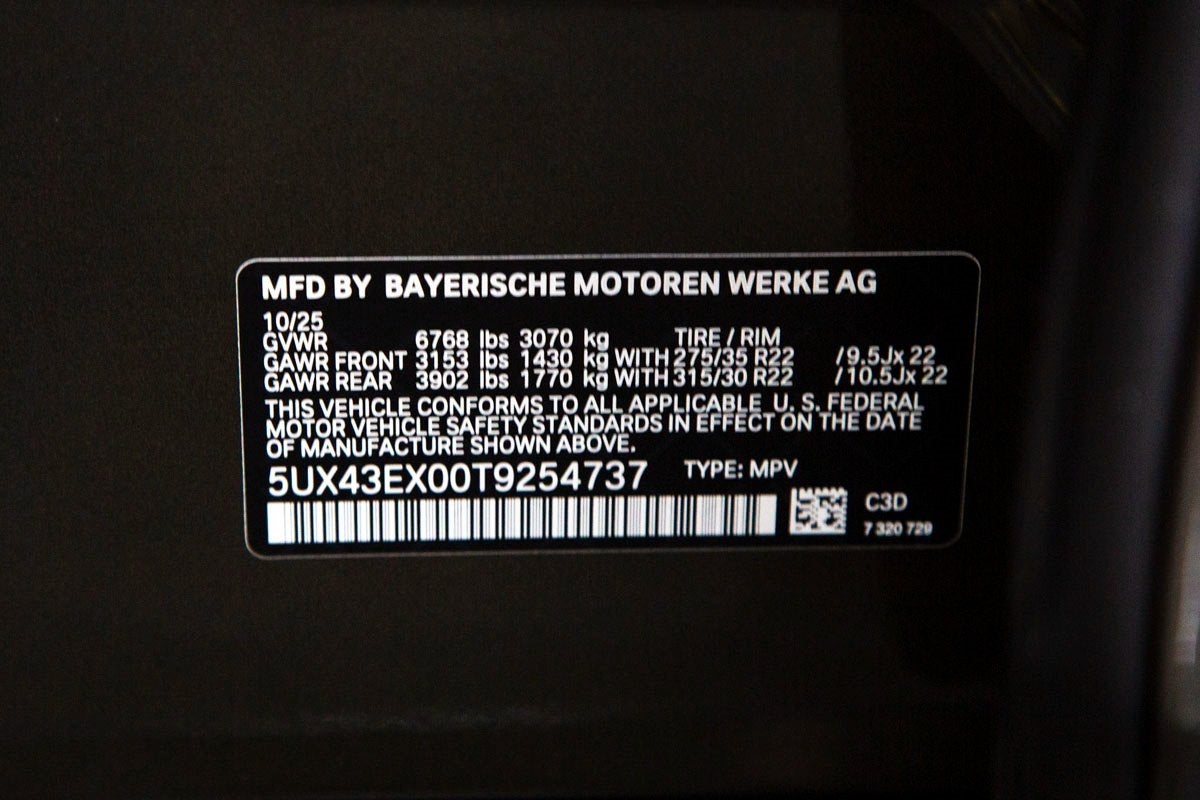 MFD BY BAYERISCHE MOTOREN WERKE AG
10/25
GVWR 6768 lbs 3070 kg TIRE / RIM
GAWR FRONT 3153 lbs 1430 kg WITH 275/35 R22 /9.5Jx 22
GAWR REAR 3902 lbs 1770 kg WITH 315/30 R22 /10.5Jx 22
THIS VEHICLE CONFORMS TO ALL APPLICABLE U. S. FEDERAL
MOTOR VEHICLE SAFETY STANDARDS IN EFFECT ON THE DATE
OF MANUFACTURE SHOWN ABOVE.
5UX43EX00T9254737 TYPE: MPV
C3D
7 320 729